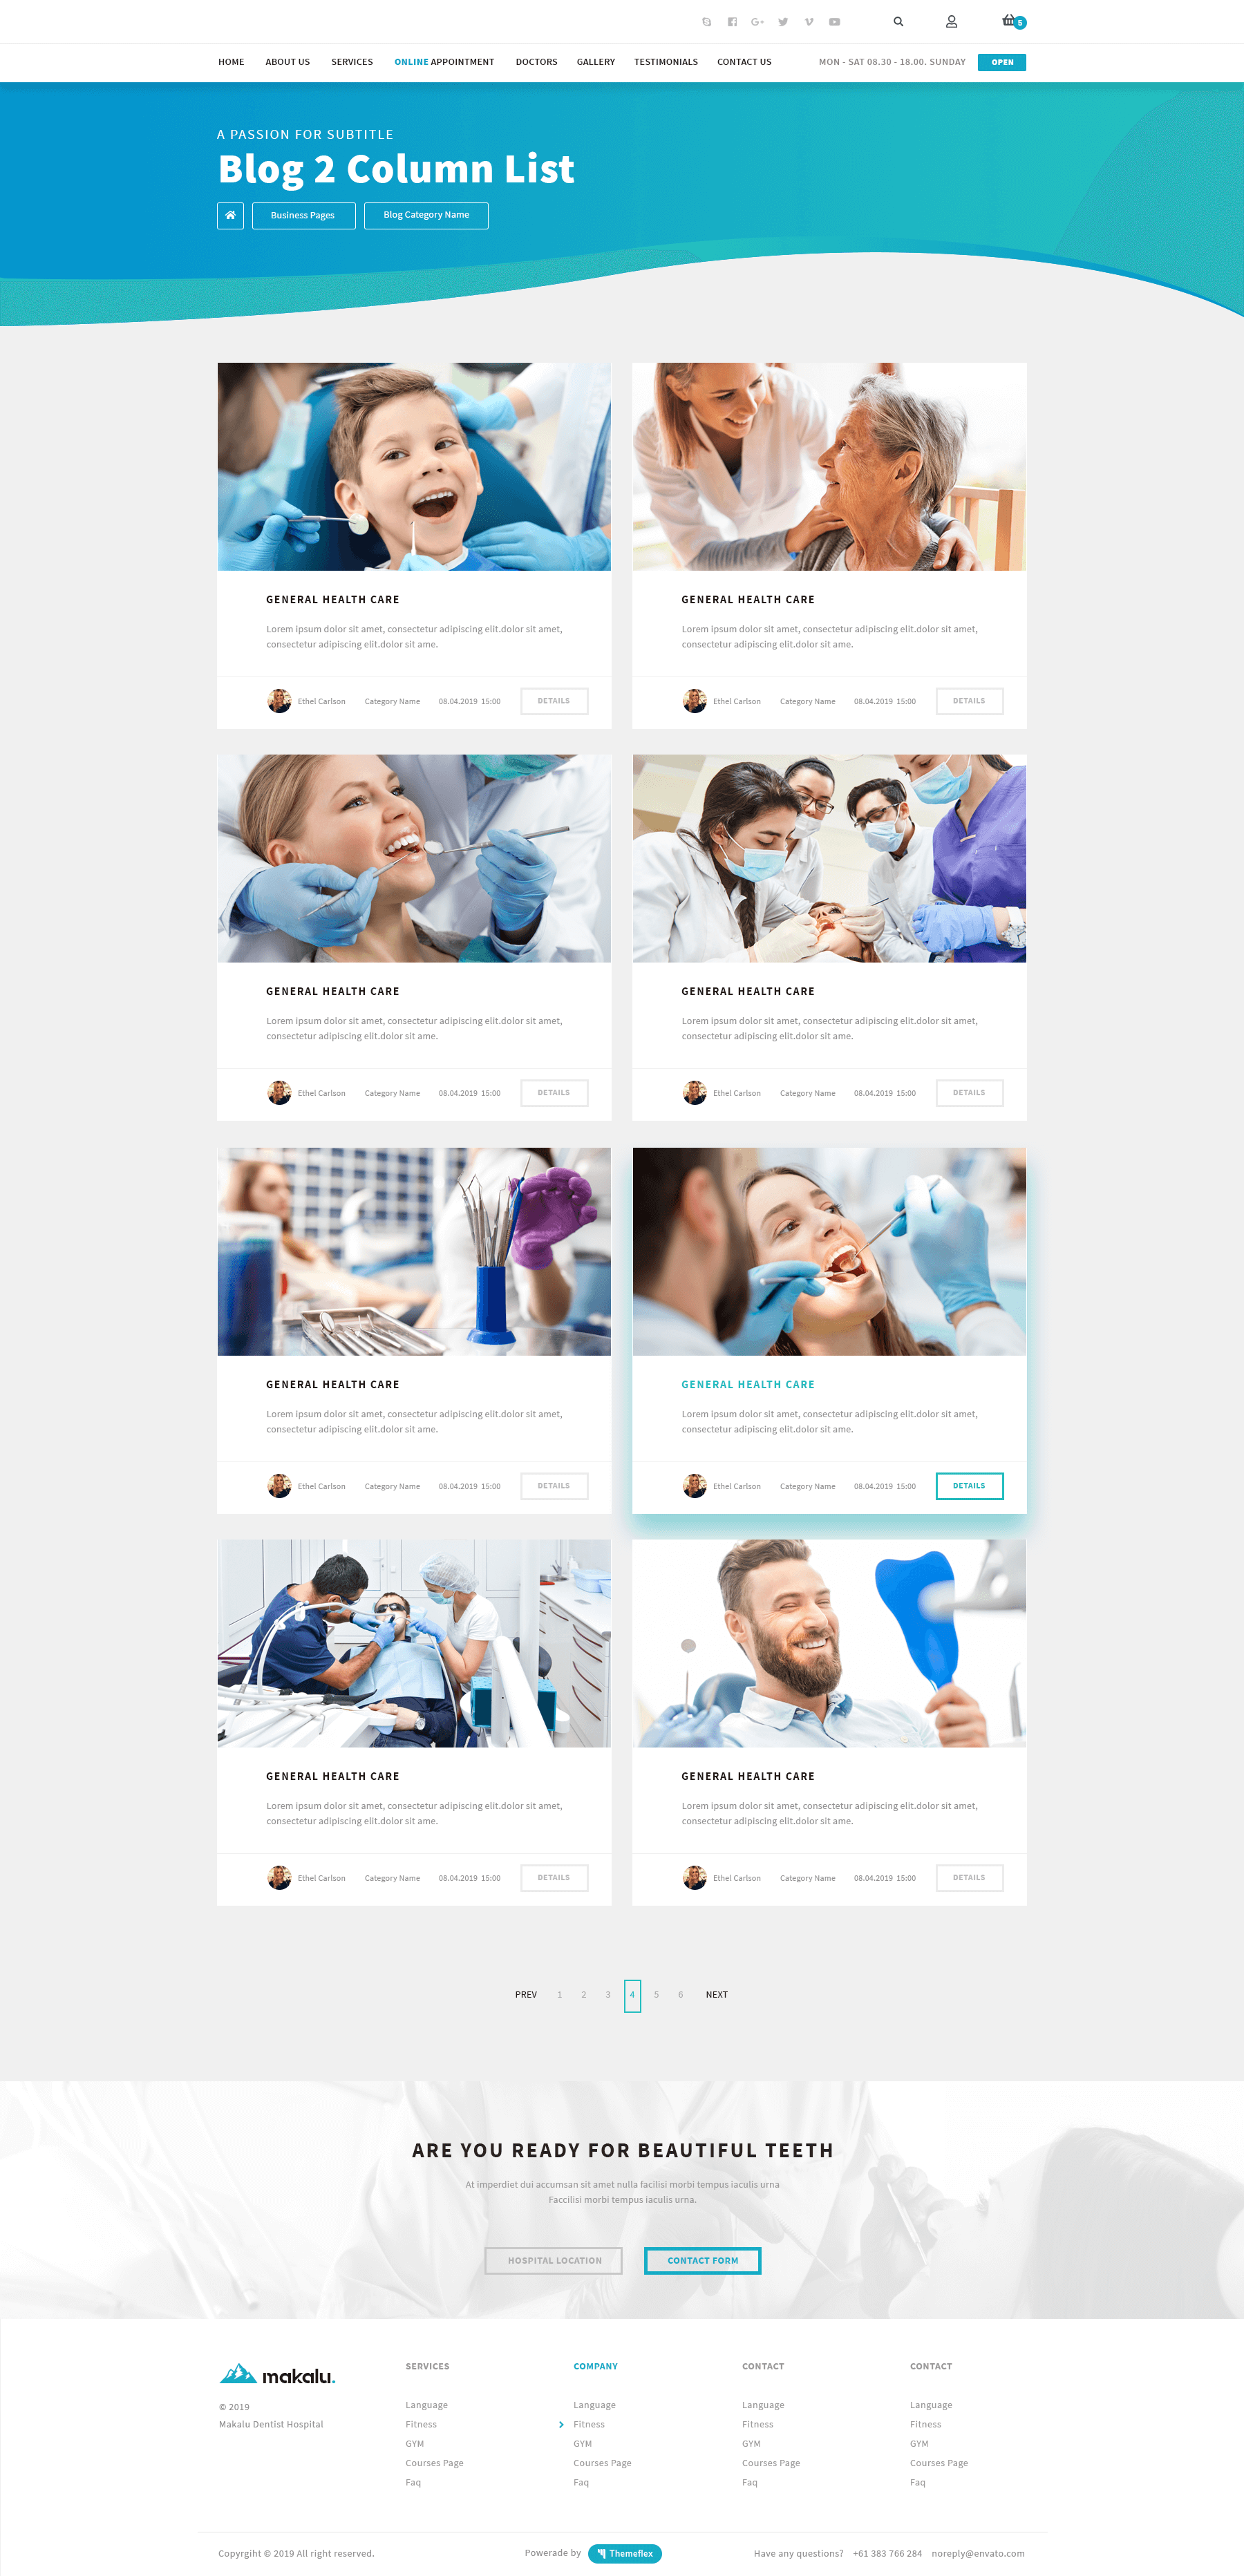 5
HOME ABOUT US SERVICES ONLINE APPOINTMENT DOCTORS GALLERY TESTIMONIALS CONTACT US MON - SAT 08.30 - 18.00. SUNDAY OPEN
A PASSION FOR SUBTITLE
Blog 2 Column List
Business Pages Blog Category Name
GENERAL HEALTH CARE
Lorem ipsum dolor sit amet, consectetur adipiscing elit.dolor sit amet,
consectetur adipiscing elit.dolor sit ame.
Ethel Carlson Category Name 08.04.2019 15:00 DETAILS
GENERAL HEALTH CARE
Lorem ipsum dolor sit amet, consectetur adipiscing elit.dolor sit amet,
consectetur adipiscing elit.dolor sit ame.
Ethel Carlson Category Name 08.04.2019 15:00 DETAILS
GENERAL HEALTH CARE
Lorem ipsum dolor sit amet, consectetur adipiscing elit.dolor sit amet,
consectetur adipiscing elit.dolor sit ame.
Ethel Carlson Category Name 08.04.2019 15:00 DETAILS
GENERAL HEALTH CARE
Lorem ipsum dolor sit amet, consectetur adipiscing elit.dolor sit amet,
consectetur adipiscing elit.dolor sit ame.
Ethel Carlson Category Name 08.04.2019 15:00 DETAILS
GENERAL HEALTH CARE
Lorem ipsum dolor sit amet, consectetur adipiscing elit.dolor sit amet,
consectetur adipiscing elit.dolor sit ame.
Ethel Carlson Category Name 08.04.2019 15:00 DETAILS
GENERAL HEALTH CARE
Lorem ipsum dolor sit amet, consectetur adipiscing elit.dolor sit amet,
consectetur adipiscing elit.dolor sit ame.
Ethel Carlson Category Name 08.04.2019 15:00 DETAILS
GENERAL HEALTH CARE
Lorem ipsum dolor sit amet, consectetur adipiscing elit.dolor sit amet,
consectetur adipiscing elit.dolor sit ame.
Ethel Carlson Category Name 08.04.2019 15:00 DETAILS
GENERAL HEALTH CARE
Lorem ipsum dolor sit amet, consectetur adipiscing elit.dolor sit amet,
consectetur adipiscing elit.dolor sit ame.
Ethel Carlson Category Name 08.04.2019 15:00 DETAILS
PREV 1 2 3 4 5 6 NEXT
ARE YOU READY FOR BEAUTIFUL TEETH
At imperdiet dui accumsan sit amet nulla facilisi morbi tempus iaculis urna
Faccilisi morbi tempus iaculis urna.
HOSPITAL LOCATION CONTACT FORM
makalu.
© 2019
Makalu Dentist Hospital
SERVICES
Language
Fitness
GYM
Courses Page
Faq
COMPANY
Language
Fitness
GYM
Courses Page
Faq
CONTACT
Language
Fitness
GYM
Courses Page
Faq
CONTACT
Language
Fitness
GYM
Courses Page
Faq
Copyrgiht © 2019 All right reserved. Powerade by Themeflex Have any questions? +61 383 766 284 noreply@envato.com